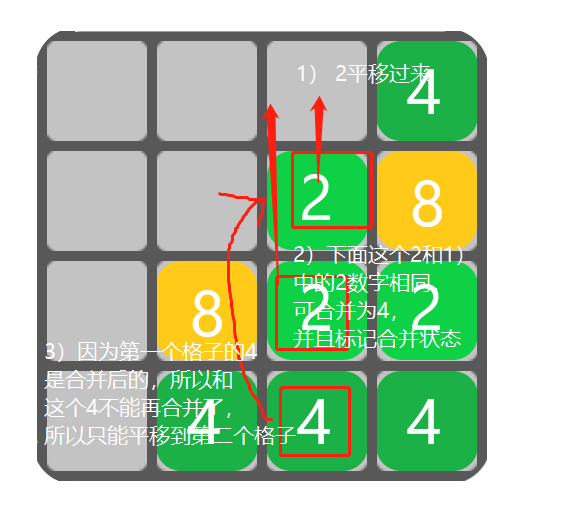 1） 2平移过来
4
2
8
2）下面这个2和1）
中的2数字相同，
可合并为4，
并且标记合并状态
8
2
2
3）因为第一个格子的4
是合并后的，所以和
这个4不能再合并了，
所以只能平移到第二个格子
4
4
4